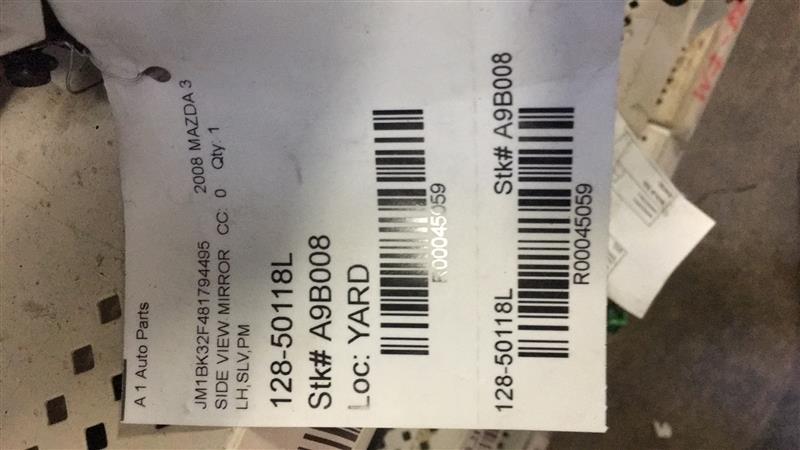 A 1 Auto Parts
JM1BK32F481794495 2008 MAZDA 3
SIDE VIEW MIRROR CC: 0 Qty: 1
LH,SLV,PM
128-50118L
Stk# A9B008
Loc: YARD
R00045059
128-50118L Stk# A9B008
R00045059